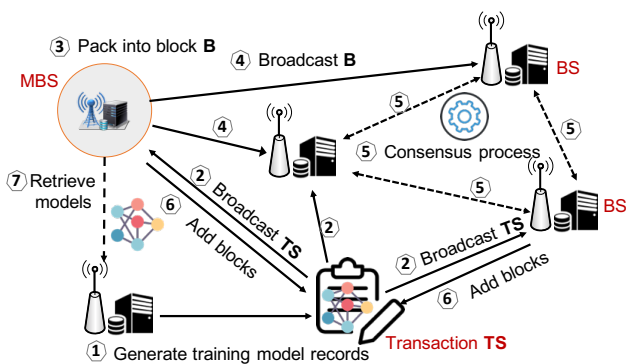 ③ Pack into block B
MBS
④ Broadcast B
BS
④
⑤
⑤
⑤ Consensus process
⑦ Retrieve
models
② Broadcast TS
⑥ Add blocks
②
⑤
BS
② Broadcast TS
⑥ Add blocks
Transaction TS
① Generate training model records